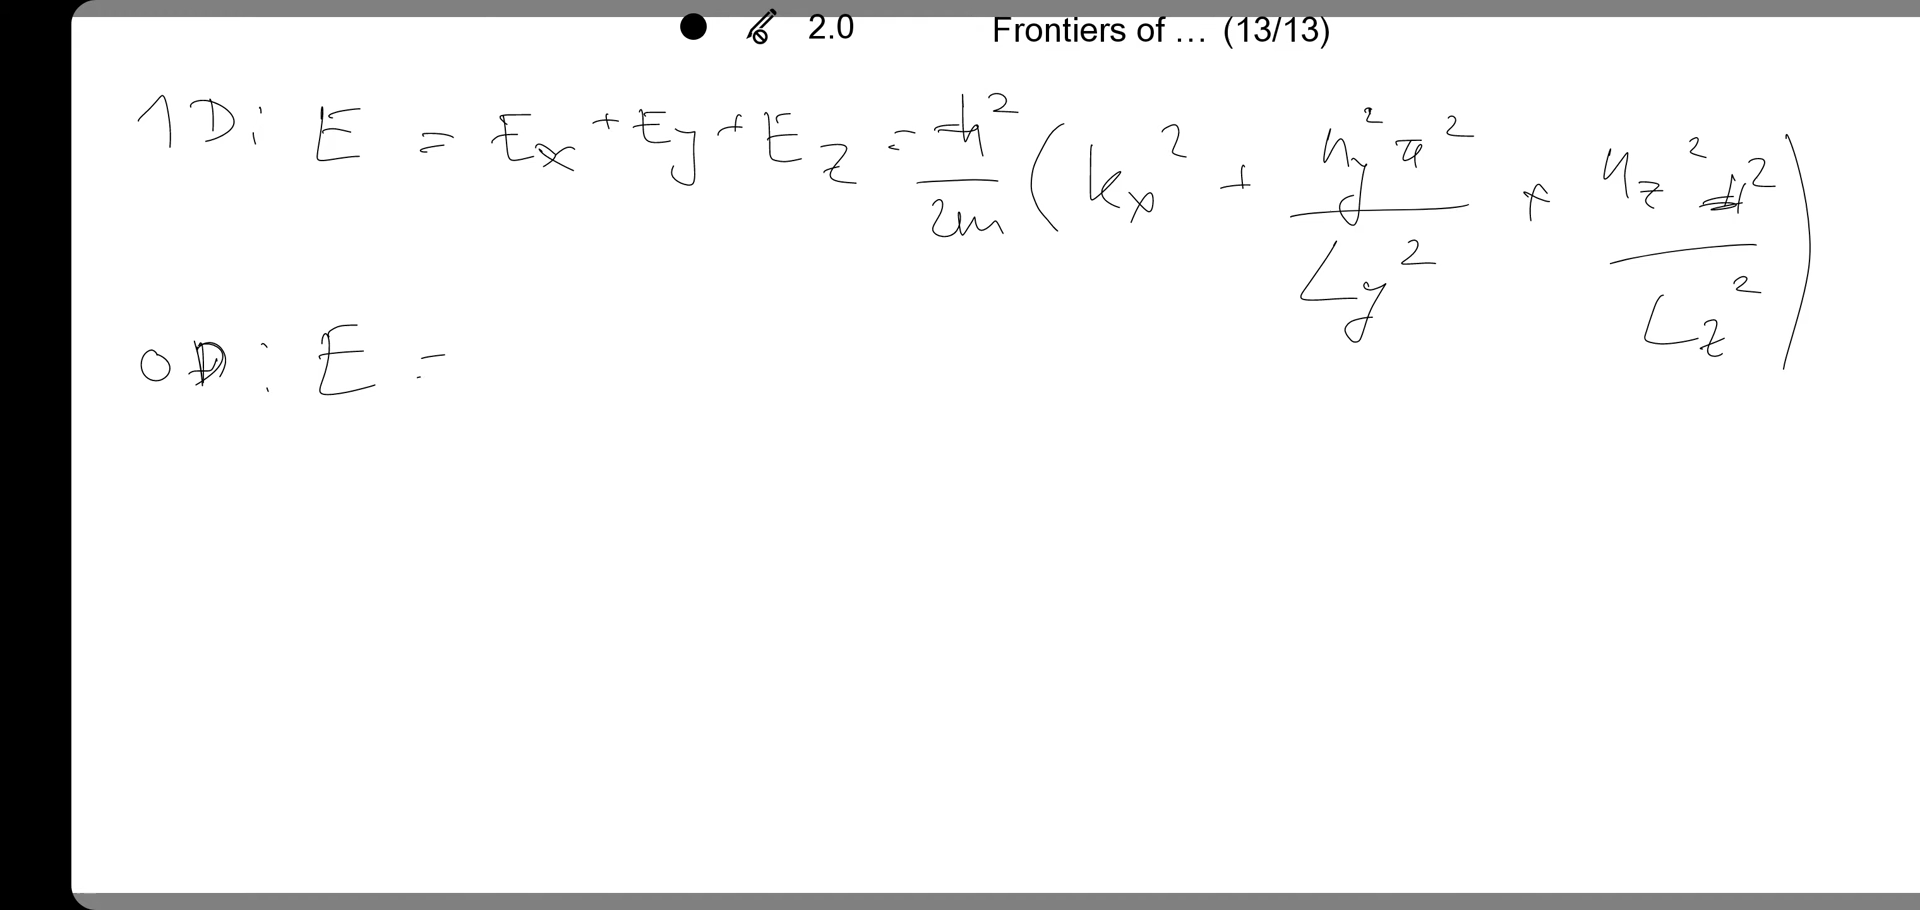 2.0 Frontiers of ... (13/13)
1D: E = Ex + Ey + Ez = ħ²/2m (kx² + ny²π²/Ly² + nz²π²/Lz²)
0D: E =